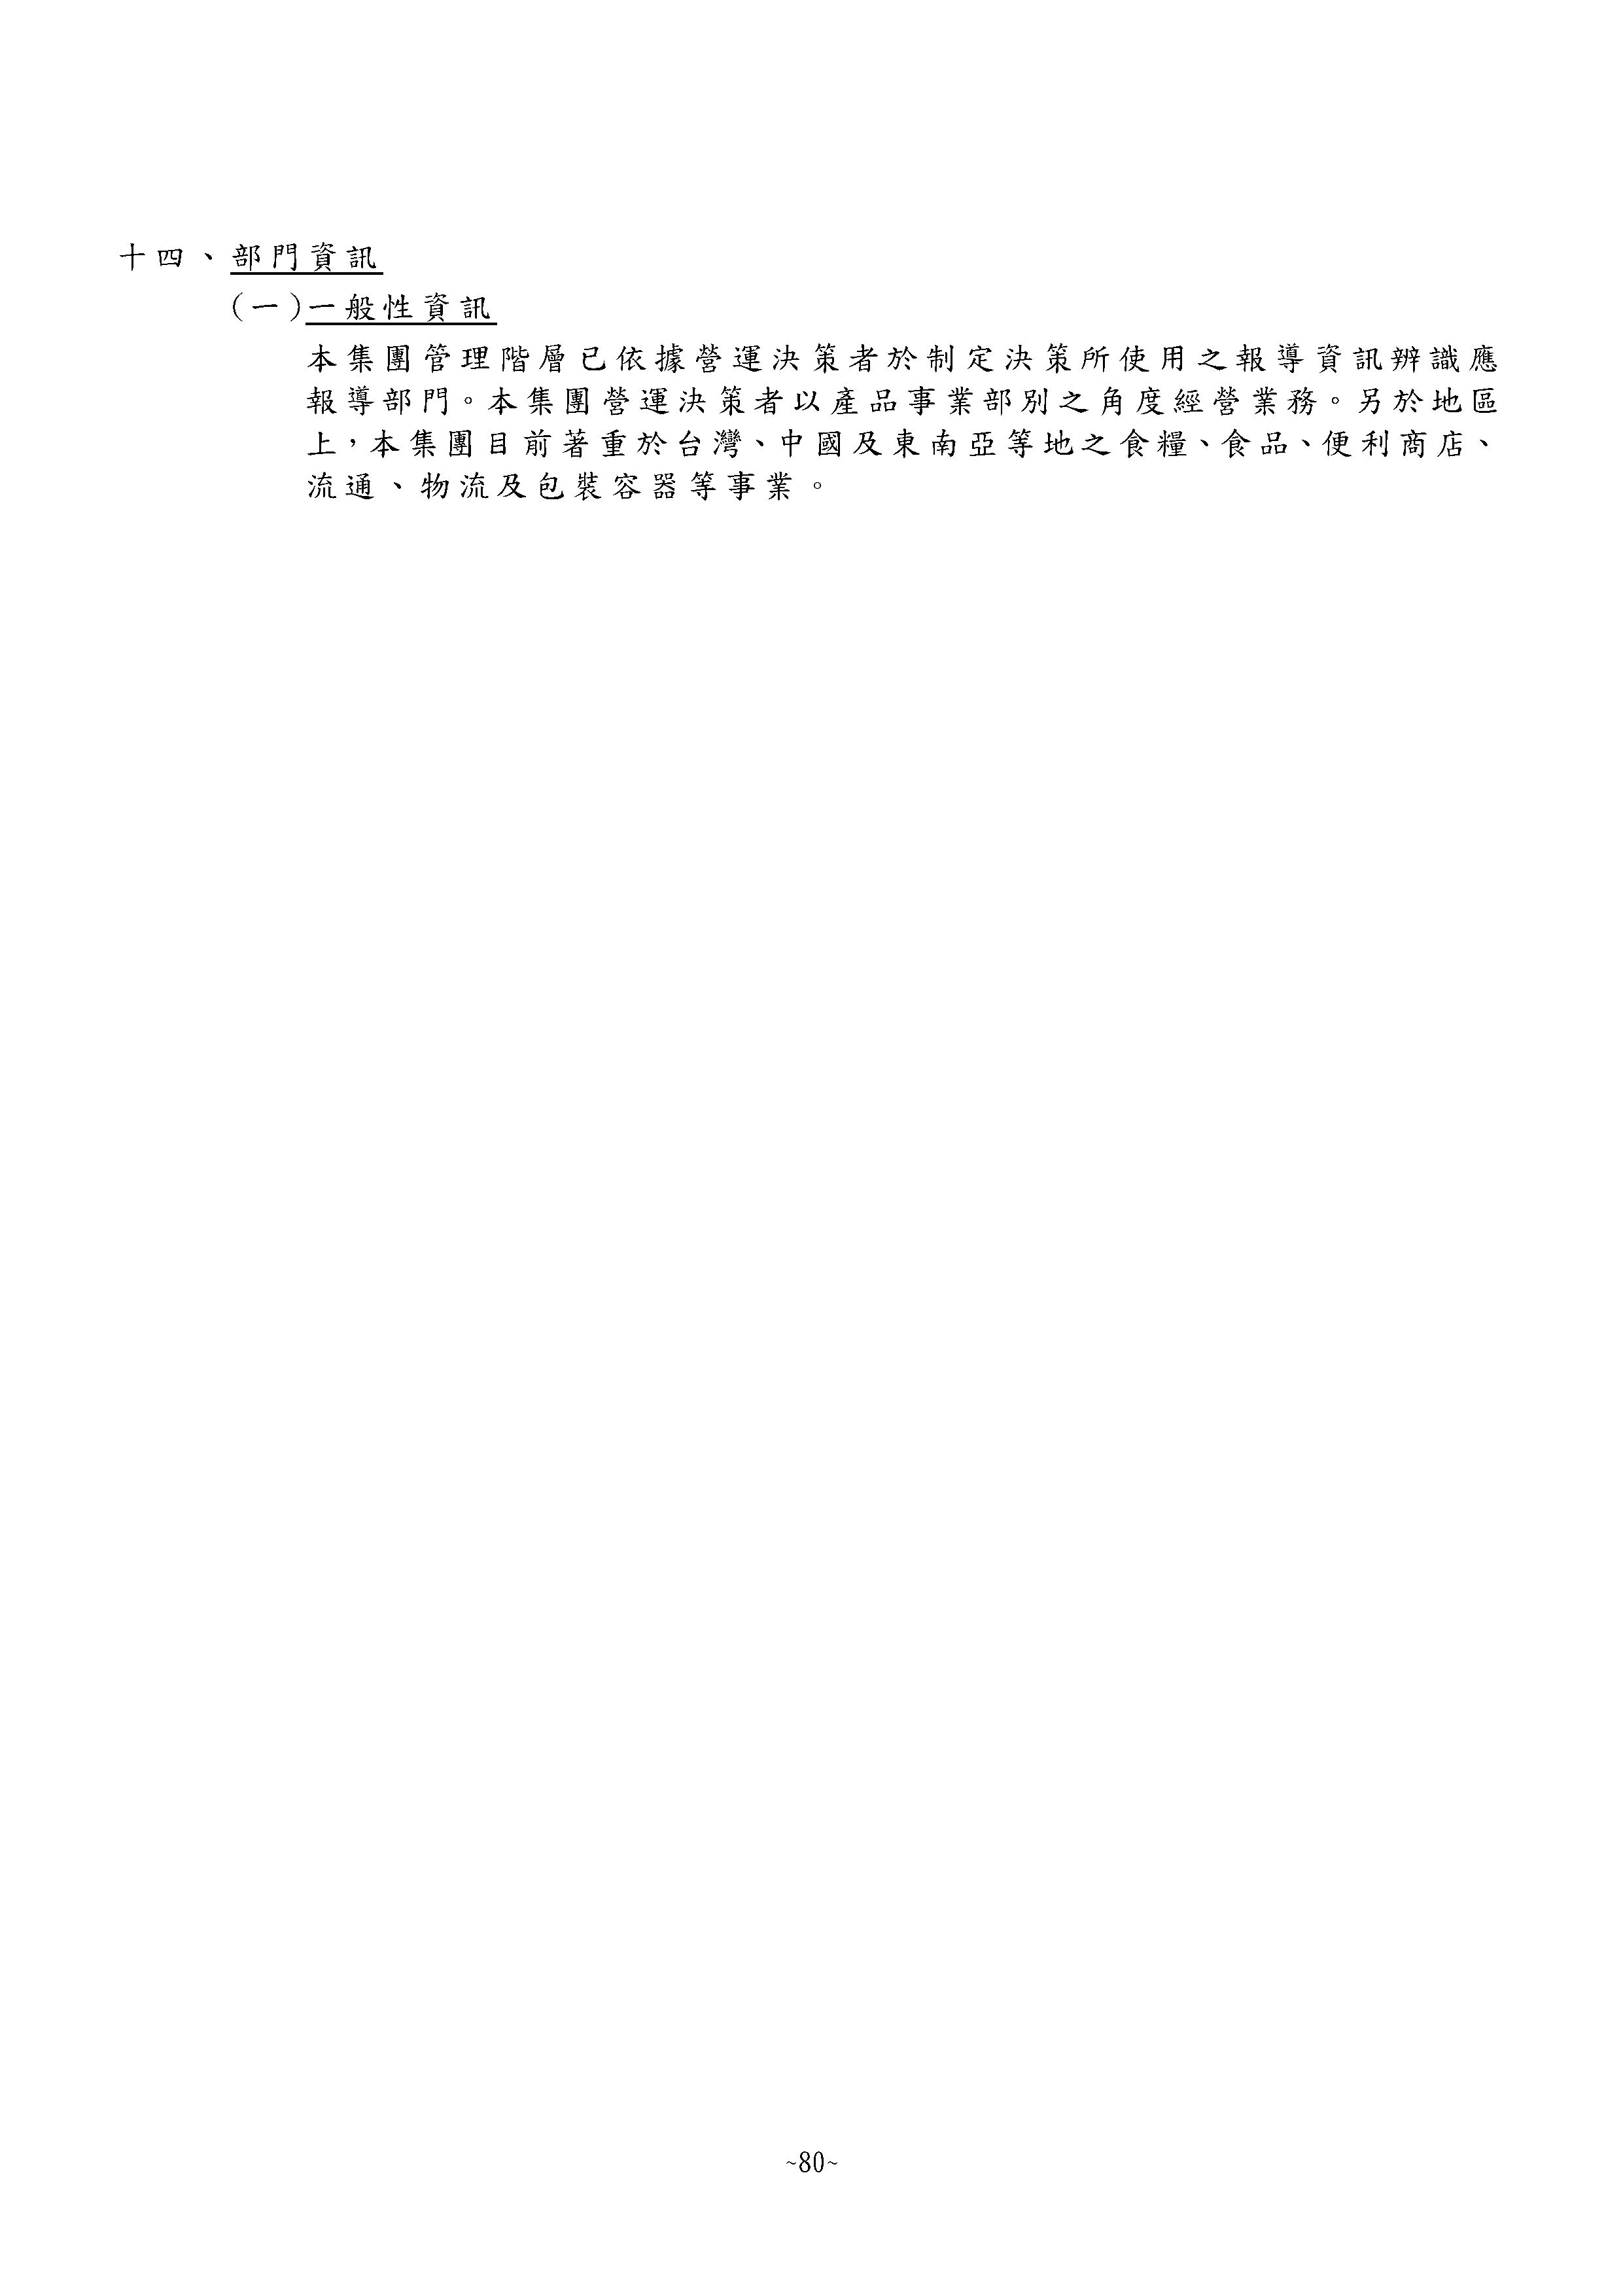 十四、部門資訊
(一)一般性資訊
本集團管理階層已依據營運決策者於制定決策所使用之報導資訊辨識應
報導部門。本集團營運決策者以產品事業部別之角度經營業務。另於地區
上，本集團目前著重於台灣、中國及東南亞等地之食糧、食品、便利商店、
流通、物流及包裝容器等事業。
~80~